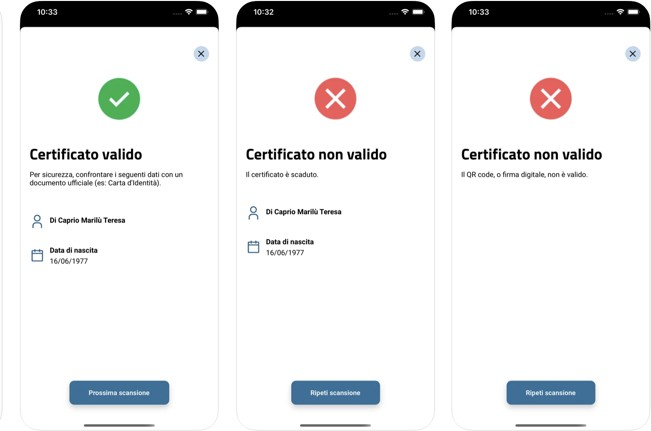 10:33
Certificato valido
Per sicurezza, confrontare i seguenti dati con un
documento ufficiale (es: Carta d'Identità).
Di Caprio Marilù Teresa
Data di nascita
16/06/1977
Prossima scansione
10:32
Certificato non valido
Il certificato è scaduto.
Di Caprio Marilù Teresa
Data di nascita
16/06/1977
Ripeti scansione
10:33
Certificato non valido
Il QR code, o firma digitale, non è valido.
Ripeti scansione